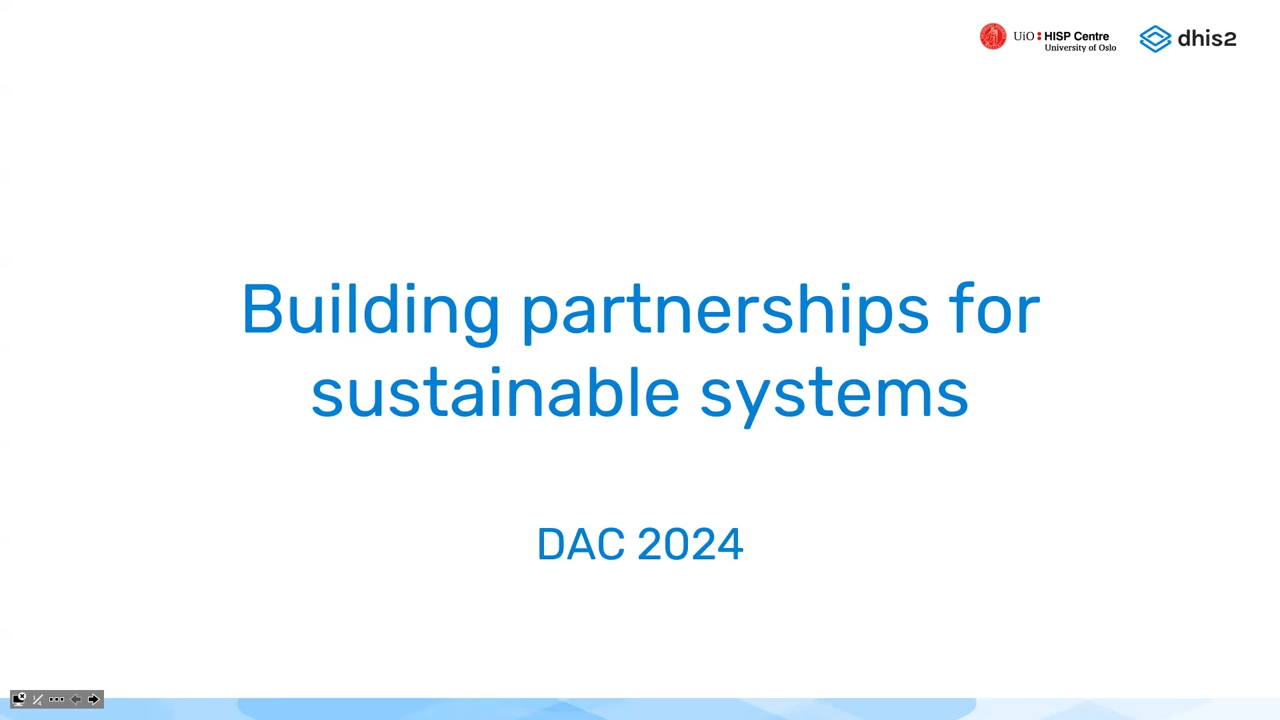 UiO : HISP Centre
University of Oslo
dhis2
Building partnerships for
sustainable systems
DAC 2024